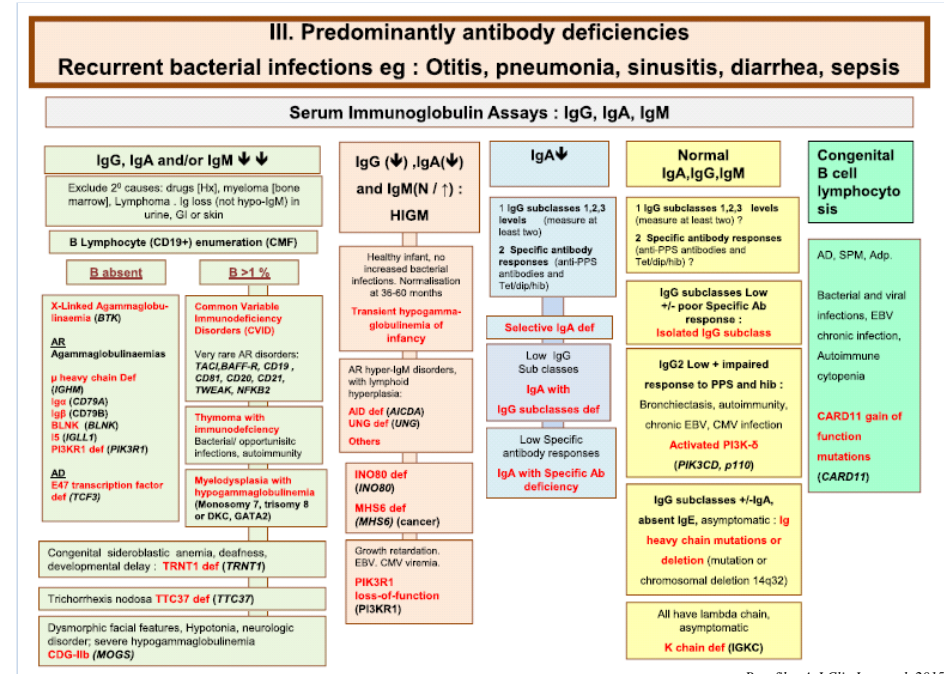 III. Predominantly antibody deficiencies
Recurrent bacterial infections eg : Otitis, pneumonia, sinusitis, diarrhea, sepsis
Serum Immunoglobulin Assays : IgG, IgA, IgM
IgG, IgA and/or IgM 🡻 🡻
Exclude 2⁰ causes: drugs [Hx], myeloma [bone
marrow], Lymphoma . Ig loss (not hypo-IgM) in
urine, GI or skin
B Lymphocyte (CD19+) enumeration (CMF)
B absent
X-Linked Agammaglobu-
linaemia (BTK)
AR
Agammaglobulinaemias
µ heavy chain Def
(IGHM)
Igα (CD79A)
Igβ (CD79B)
BLNK (BLNK)
l5 (IGLL1)
PI3KR1 def (PIK3R1)
AD
E47 transcription factor
def (TCF3)
B >1 %
Common Variable
Immunodeficiency
Disorders (CVID)
Very rare AR disorders:
TACI,BAFF-R, CD19 ,
CD81, CD20, CD21,
TWEAK, NFKB2
Thymoma with
immunodefciency
Bacterial/ opportunisitc
infections, autoimmunity
Myelodysplasia with
hypogammaglobulinemia
(Monosomy 7, trisomy 8
or DKC, GATA2)
Congenital sideroblastic anemia, deafness,
developmental delay : TRNT1 def (TRNT1)
Trichorrhexis nodosa TTC37 def (TTC37)
Dysmorphic facial features, Hypotonia, neurologic
disorder; severe hypogammaglobulinemia
CDG-IIb (MOGS)
IgG (🡻) ,IgA(🡻)
and IgM(N / ↑) :
HIGM
Healthy infant, no
increased bacterial
infections. Normalisation
at 36-60 months
Transient hypogamma-
globulinemia of
infancy
AR hyper-IgM disorders,
with lymphoid
hyperplasia:
AID def (AICDA)
UNG def (UNG)
Others
INO80 def
(INO80)
MHS6 def
(MHS6) (cancer)
Growth retardation.
EBV. CMV viremia.
PIK3R1
loss-of-function
(PI3KR1)
IgA🡻
1 IgG subclasses 1,2,3
levels (measure at
least two)
2 Specific antibody
responses (anti-PPS
antibodies and
Tet/dip/hib)
Selective IgA def
Low IgG
Sub classes
IgA with
IgG subclasses def
Low Specific
antibody responses
IgA with Specific Ab
deficiency
Normal
IgA,IgG,IgM
1 IgG subclasses 1,2,3 levels
(measure at least two) ?
2 Specific antibody responses
(anti-PPS antibodies and
Tet/dip/hib) ?
IgG subclasses Low
+/- poor Specific Ab
response :
Isolated IgG subclass
IgG2 Low + impaired
response to PPS and hib :
Bronchiectasis, autoimmunity,
chronic EBV, CMV infection
Activated PI3K-δ
(PIK3CD, p110)
IgG subclasses +/-IgA,
absent IgE, asymptomatic : Ig
heavy chain mutations or
deletion (mutation or
chromosomal deletion 14q32)
All have lambda chain,
asymptomatic
K chain def (IGKC)
Congenital
B cell
lymphocyto
sis
AD, SPM, Adp.
Bacterial and viral
infections, EBV
chronic infection,
Autoimmune
cytopenia
CARD11 gain of
function
mutations
(CARD11)